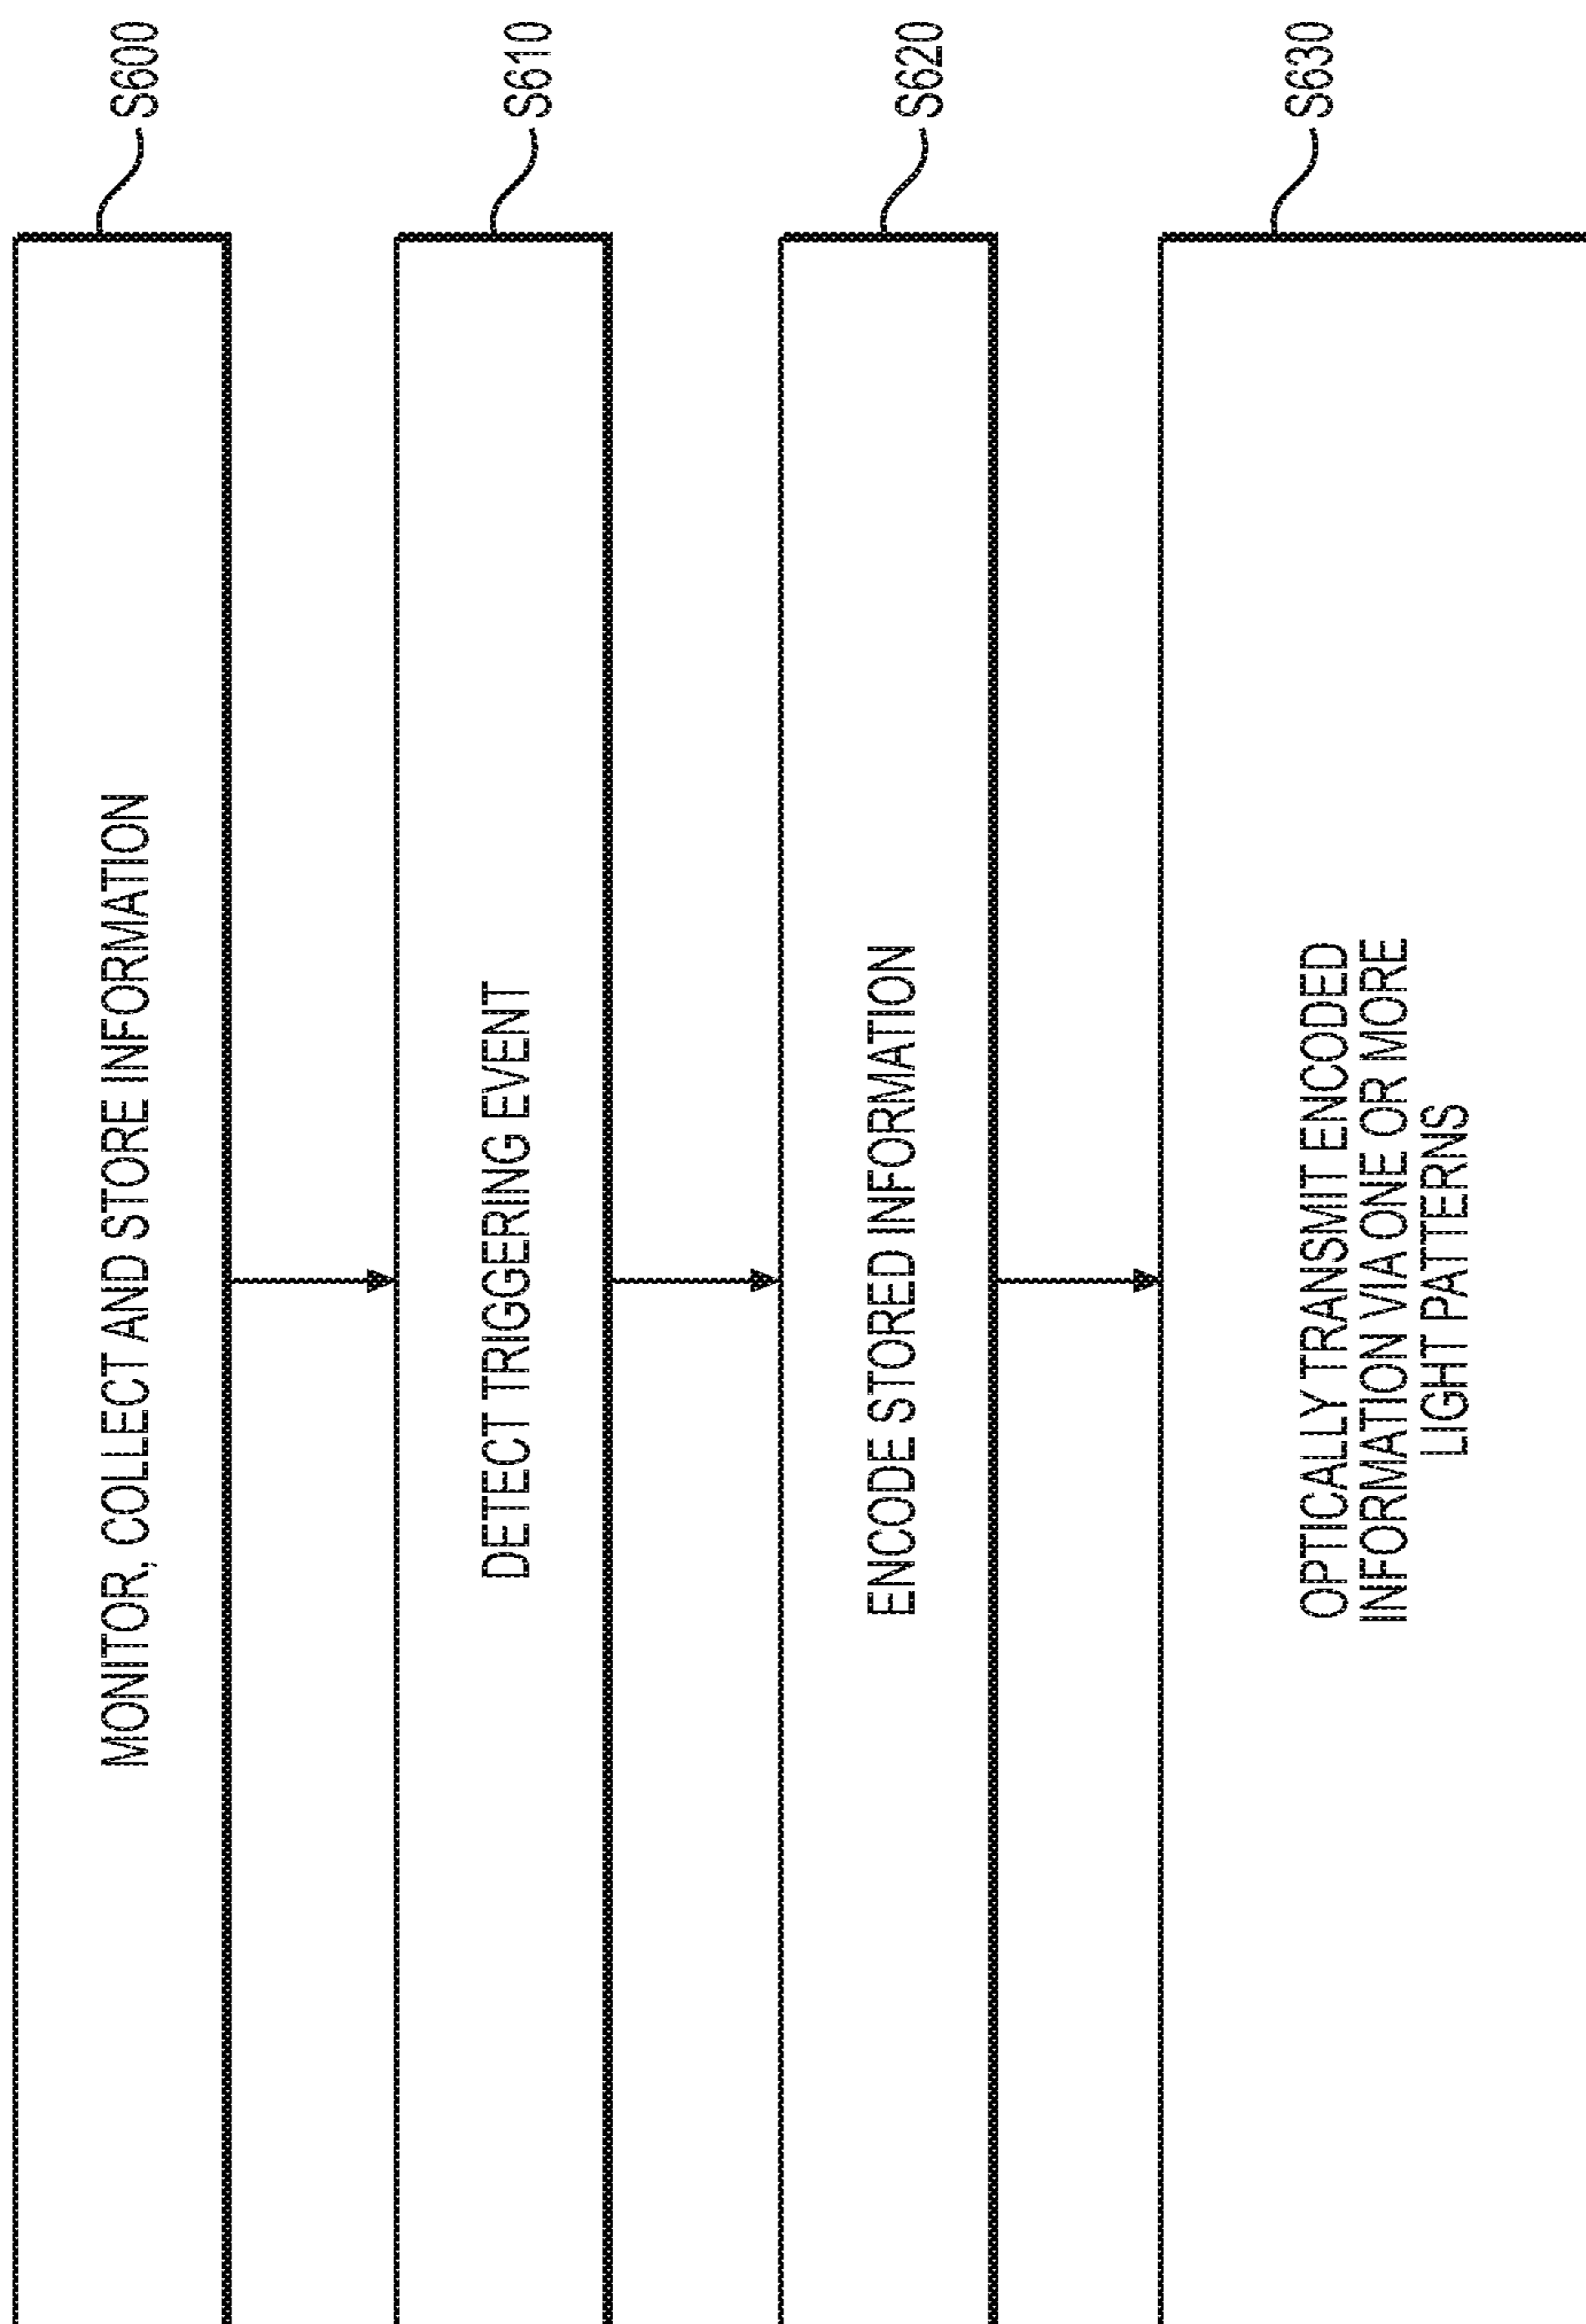 MONITOR, COLLECT AND STORE INFORMATION
S600
DETECT TRIGGERING EVENT
S610
ENCODE STORED INFORMATION
S620
OPTICALLY TRANSMIT ENCODED
INFORMATION VIA ONE OR MORE
LIGHT PATTERNS
S630